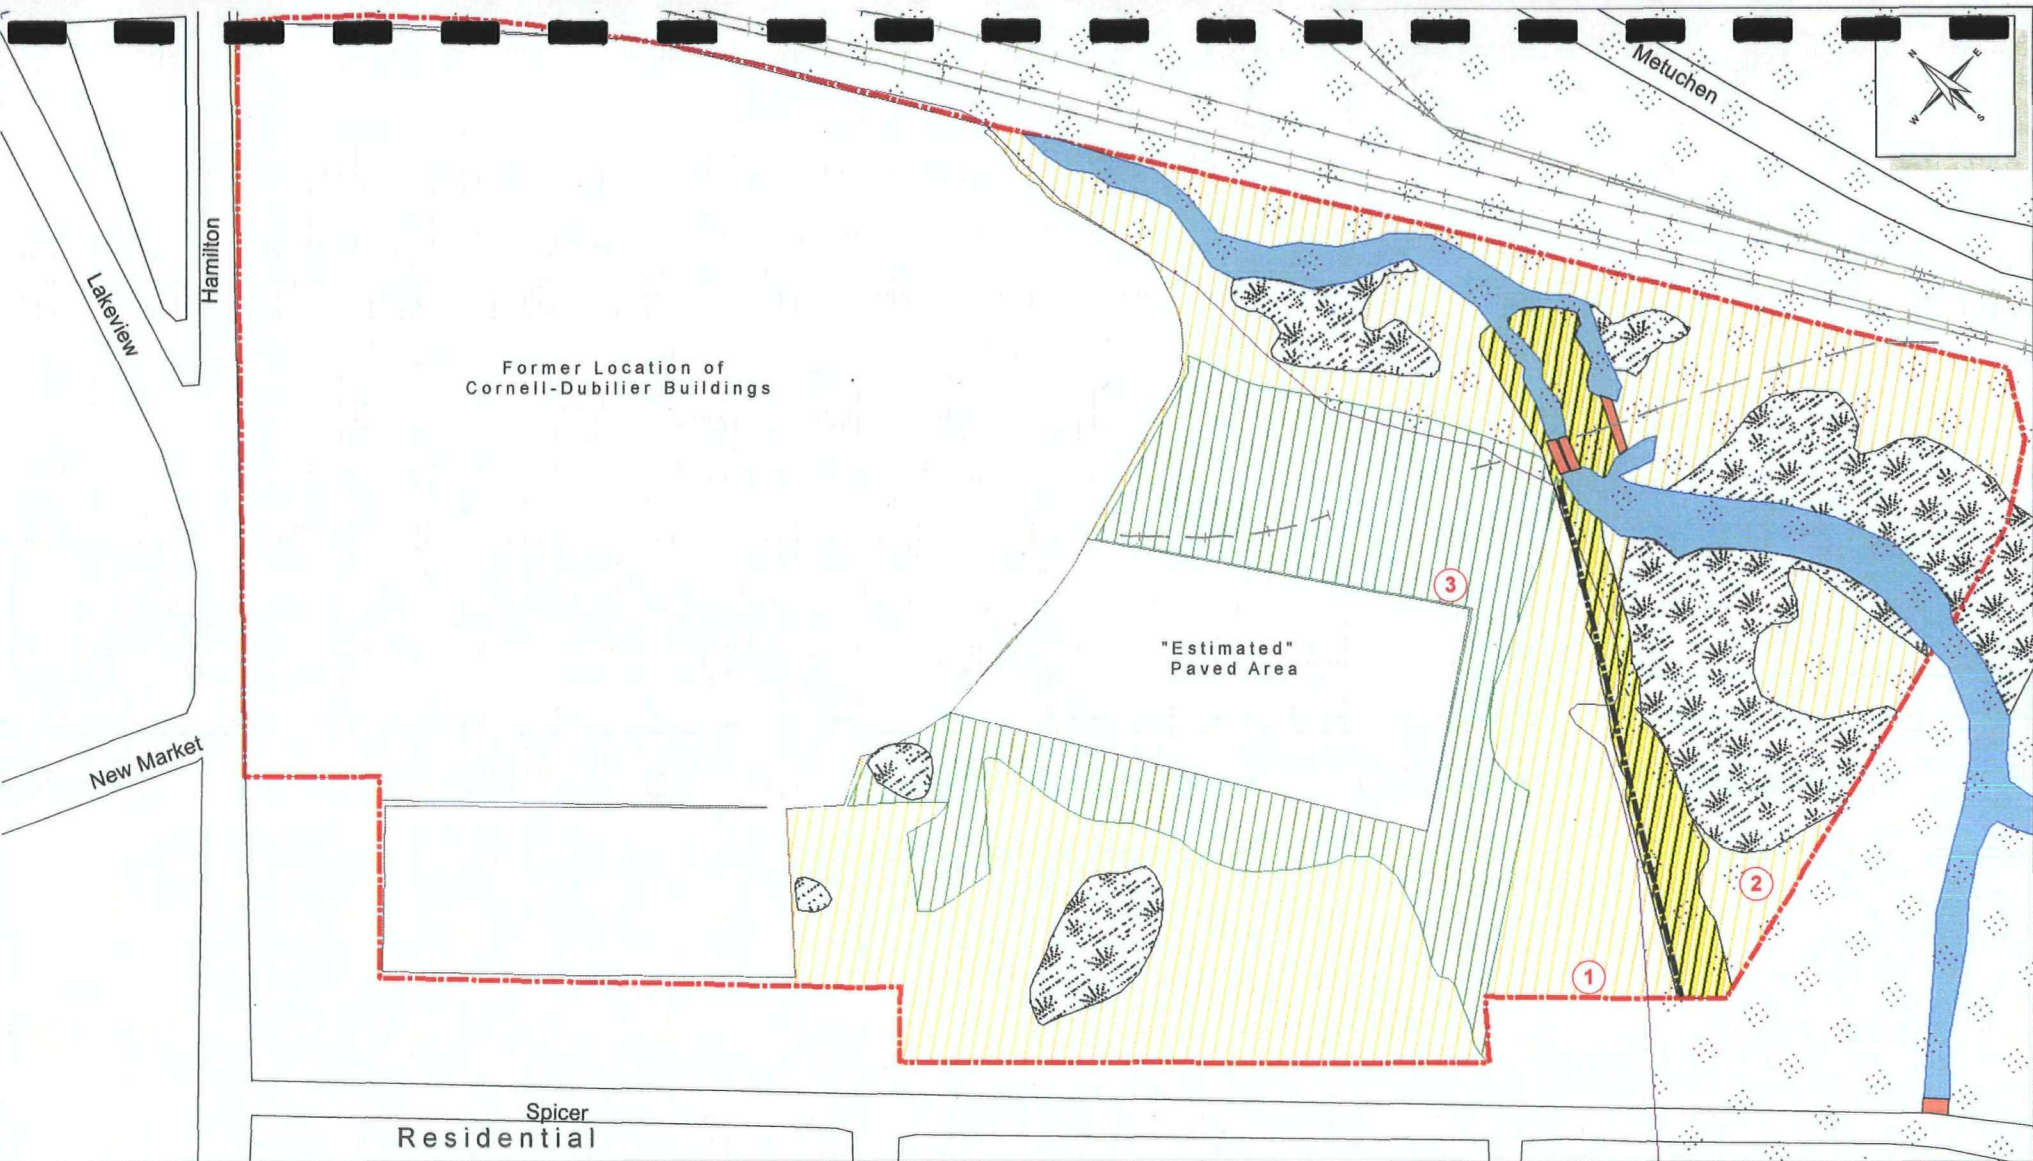 Metuchen
N
E
W
S
Hamilton
Lakeview
Former Location of
Cornell-Dubilier Buildings
3
"Estimated"
Paved Area
New Market
2
1
Spicer
Residential